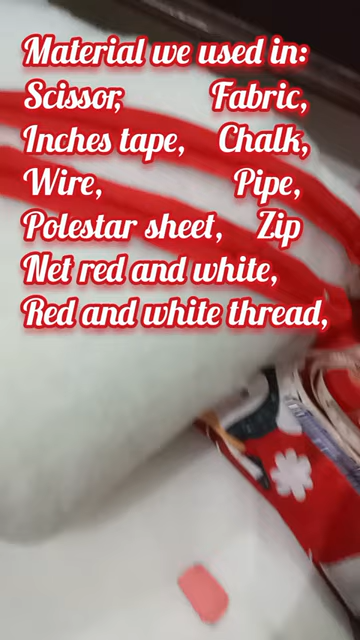 Material we used in:
Scissor, Fabric,
Inches tape, Chalk,
Wire, Pipe,
Polestar sheet, Zip
Net red and white,
Red and white thread,